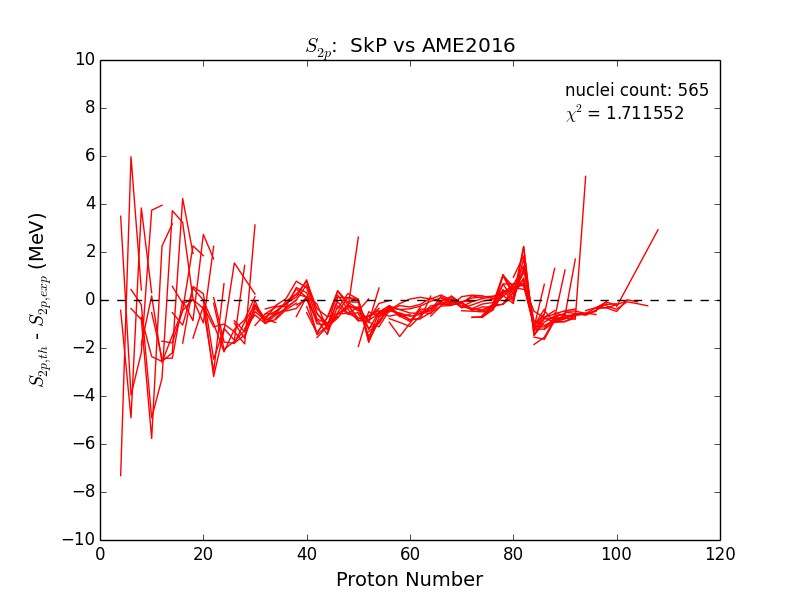 S₂ₚ: SkP vs AME2016
10
8
6
4
2
0
−2
−4
−6
−8
−10
S₂ₚ,ₜₕ - S₂ₚ,ₑₓₚ (MeV)
nuclei count: 565
χ² = 1.711552
0 20 40 60 80 100 120
Proton Number